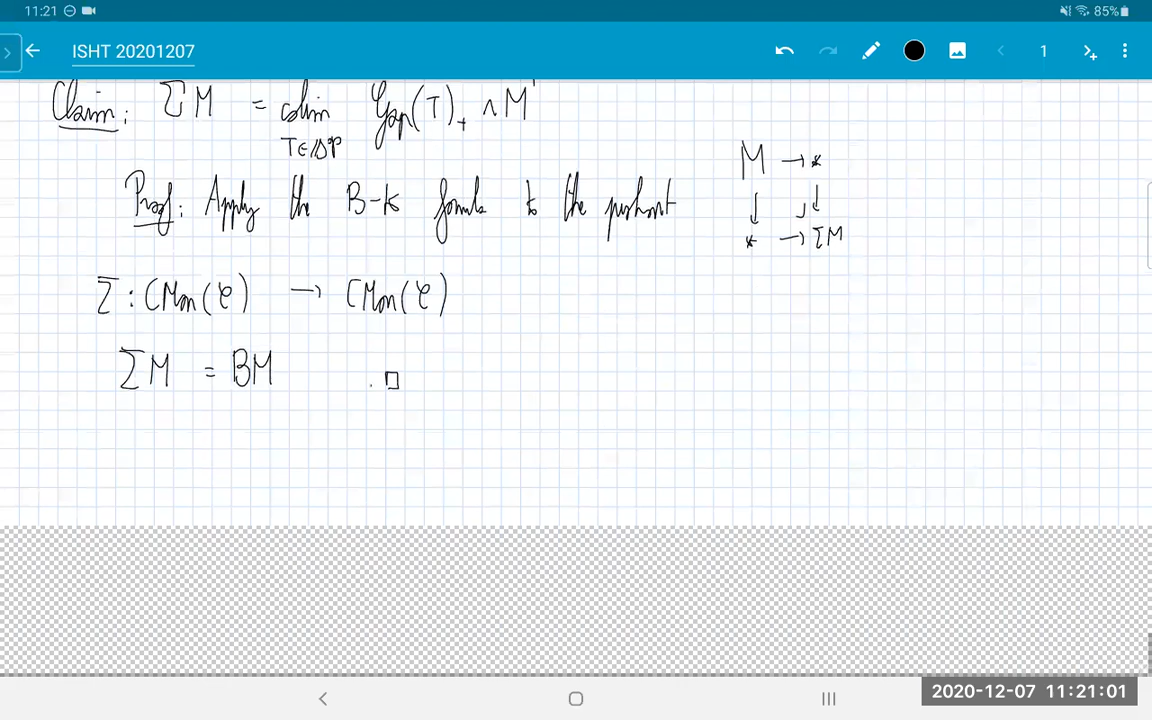 11:21
85%
ISHT 20201207
1
Claim: ΣM = colim Gap(T)₊ ∧ M
T∈Δᵒᵖ
Proof: Apply the B-K formula to the pushout
M → *
↓ ↓
* → ΣM
Σ : CMon(𝒞) → CMon(𝒞)
ΣM = BM . □
2020-12-07 11:21:01